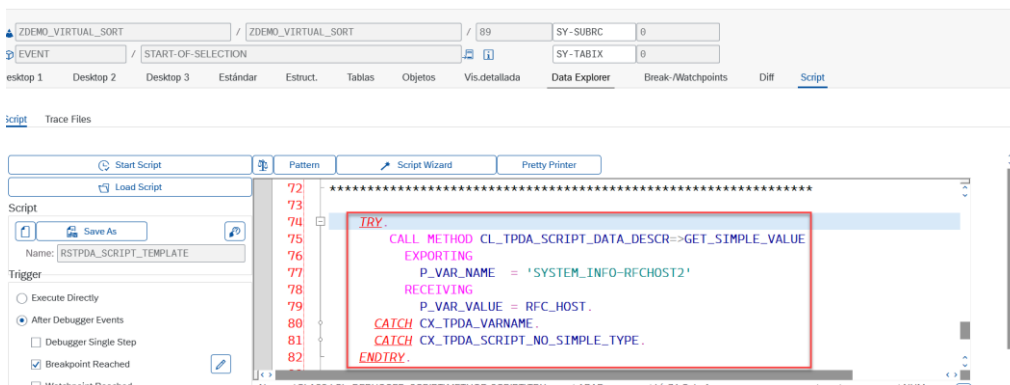 ZDEMO_VIRTUAL_SORT / ZDEMO_VIRTUAL_SORT / 89 SY-SUBRC 0
EVENT / START-OF-SELECTION SY-TABIX 0
esktop 1 Desktop 2 Desktop 3 Estándar Estruct. Tablas Objetos Vis.detallada Data Explorer Break-/Watchpoints Diff Script
Script Trace Files
Start Script Pattern Script Wizard Pretty Printer
Load Script
Script
Save As
Name: RSTPDA_SCRIPT_TEMPLATE
Trigger
Execute Directly
After Debugger Events
Debugger Single Step
Breakpoint Reached
72 ****************************************************************
73
74 TRY.
75 CALL METHOD CL_TPDA_SCRIPT_DATA_DESCR=>GET_SIMPLE_VALUE
76 EXPORTING
77 P_VAR_NAME = 'SYSTEM_INFO-RFCHOST2'
78 RECEIVING
79 P_VAR_VALUE = RFC_HOST.
80 CATCH CX_TPDA_VARNAME.
81 CATCH CX_TPDA_SCRIPT_NO_SIMPLE_TYPE.
82 ENDTRY.